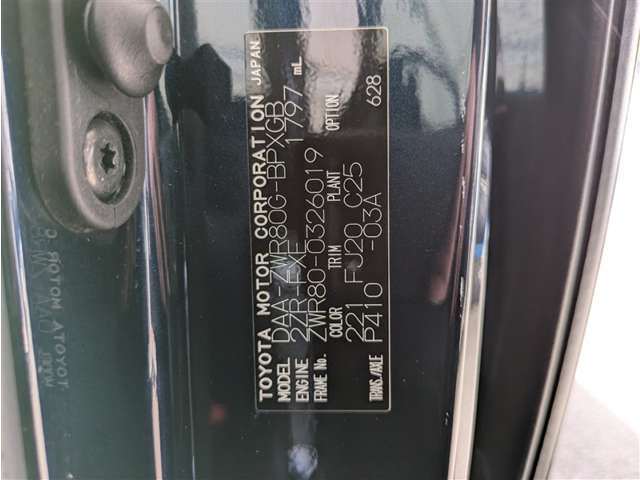 TOYOTA MOTOR CORPORATION JAPAN
MODEL DAA-ZWR80G-BPXGB
ENGINE 2ZR-FXE 1797 mL
FRAME No. ZWR80-0326019
COLOR TRIM PLANT OPTION
221 FJ20 C25 628
TRANS./AXLE P410 -03A